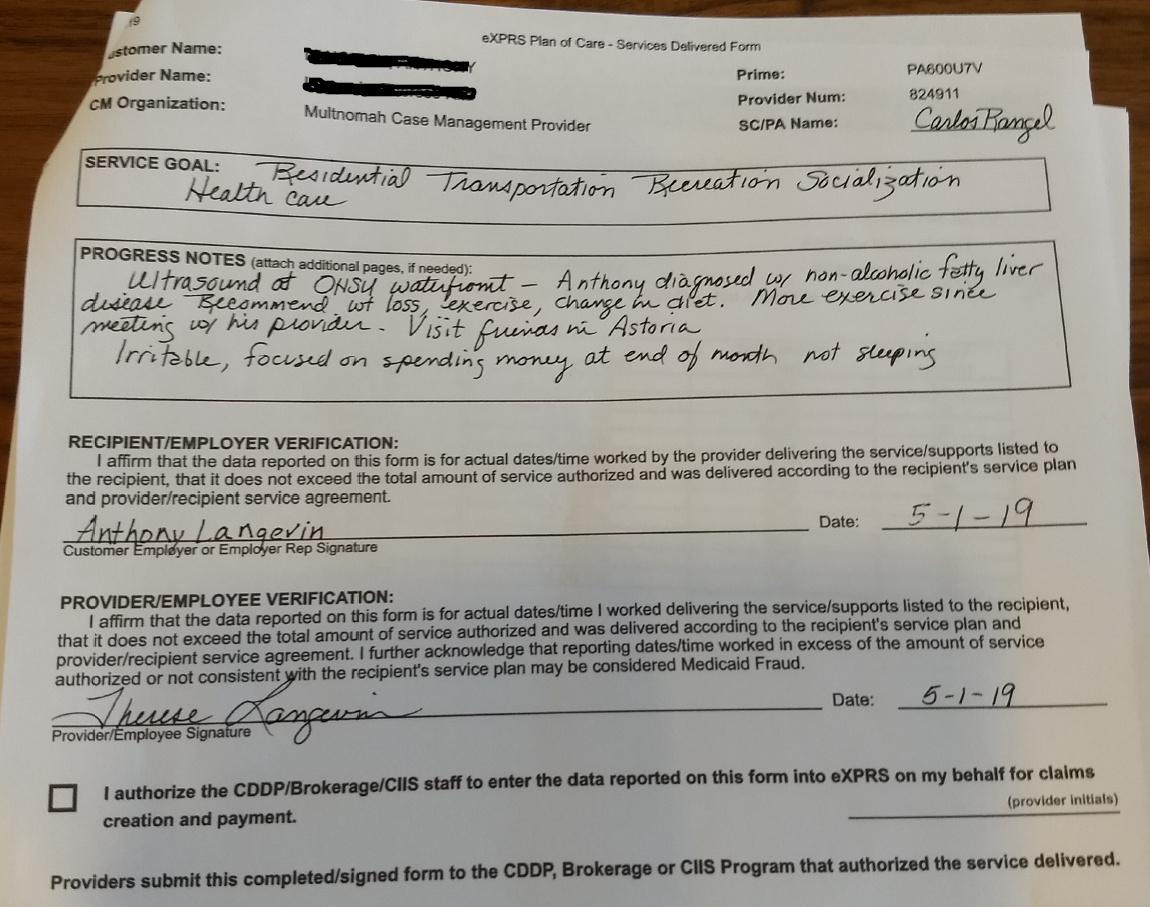 19
eXPRS Plan of Care - Services Delivered Form
ustomer Name:
Provider Name:
CM Organization: Multnomah Case Management Provider
Prime: PA600U7V
Provider Num: 824911
SC/PA Name: Carlos Rangel
SERVICE GOAL: Residential Transportation Recreation Socialization
Health care
PROGRESS NOTES (attach additional pages, if needed):
Ultrasound at OHSU waterfront - Anthony diagnosed w/ non-alcoholic fatty liver
disease Recommend wt loss, exercise, change in diet. More exercise since
meeting w/ his provider. Visit friends in Astoria
Irritable, focused on spending money at end of month not sleeping
RECIPIENT/EMPLOYER VERIFICATION:
I affirm that the data reported on this form is for actual dates/time worked by the provider delivering the service/supports listed to
the recipient, that it does not exceed the total amount of service authorized and was delivered according to the recipient's service plan
and provider/recipient service agreement.
Anthony Langevin Date: 5-1-19
Customer Employer or Employer Rep Signature
PROVIDER/EMPLOYEE VERIFICATION:
I affirm that the data reported on this form is for actual dates/time I worked delivering the service/supports listed to the recipient,
that it does not exceed the total amount of service authorized and was delivered according to the recipient's service plan and
provider/recipient service agreement. I further acknowledge that reporting dates/time worked in excess of the amount of service
authorized or not consistent with the recipient's service plan may be considered Medicaid Fraud.
Therese Langevin Date: 5-1-19
Provider/Employee Signature
I authorize the CDDP/Brokerage/CIIS staff to enter the data reported on this form into eXPRS on my behalf for claims
creation and payment.
(provider initials)
Providers submit this completed/signed form to the CDDP, Brokerage or CIIS Program that authorized the service delivered.